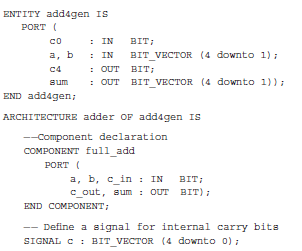 ENTITY add4gen IS
PORT (
c0 : IN BIT;
a, b : IN BIT_VECTOR (4 downto 1);
c4 : OUT BIT;
sum : OUT BIT_VECTOR (4 downto 1));
END add4gen;
ARCHITECTURE adder OF add4gen IS
——Component declaration
COMPONENT full_add
PORT (
a, b, c_in : IN BIT;
c_out, sum : OUT BIT);
END COMPONENT;
—— Define a signal for internal carry bits
SIGNAL c : BIT_VECTOR (4 downto 0);